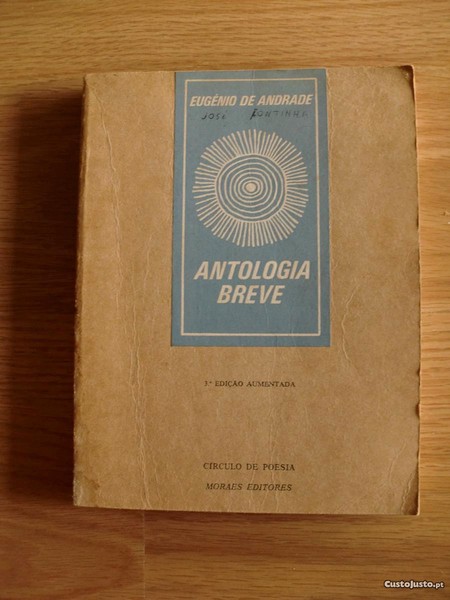 EUGÉNIO DE ANDRADE
JOSÉ FONTINHA
ANTOLOGIA
BREVE
3.ª EDIÇÃO AUMENTADA
CÍRCULO DE POESIA
MORAES EDITORES
CustoJusto.pt